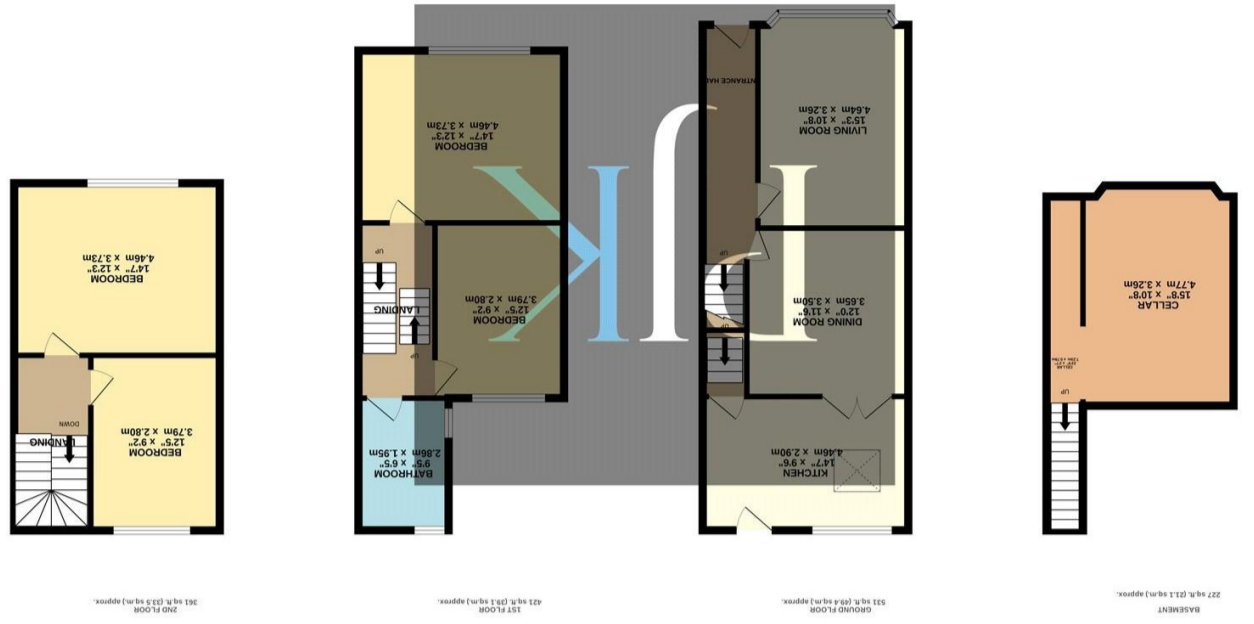 BASEMENT
227 sq.ft. (21.1 sq.m.) approx.
UP
CELLAR
CELLAR
15'8" x 10'8"
4.77m x 3.26m
GROUND FLOOR
531 sq.ft. (49.4 sq.m.) approx.
KITCHEN
14'7" x 9'6"
4.46m x 2.90m
UP
DINING ROOM
12'0" x 11'6"
3.65m x 3.50m
UP
LIVING ROOM
15'3" x 10'8"
4.64m x 3.26m
NTRANCE HAL
1ST FLOOR
421 sq.ft. (39.1 sq.m.) approx.
BATHROOM
9'5" x 6'5"
2.86m x 1.95m
UP
LANDING
UP
BEDROOM
12'5" x 9'2"
3.79m x 2.80m
BEDROOM
14'7" x 12'3"
4.46m x 3.73m
2ND FLOOR
361 sq.ft. (33.5 sq.m.) approx.
LANDING
DOWN
BEDROOM
12'5" x 9'2"
3.79m x 2.80m
BEDROOM
14'7" x 12'3"
4.46m x 3.73m